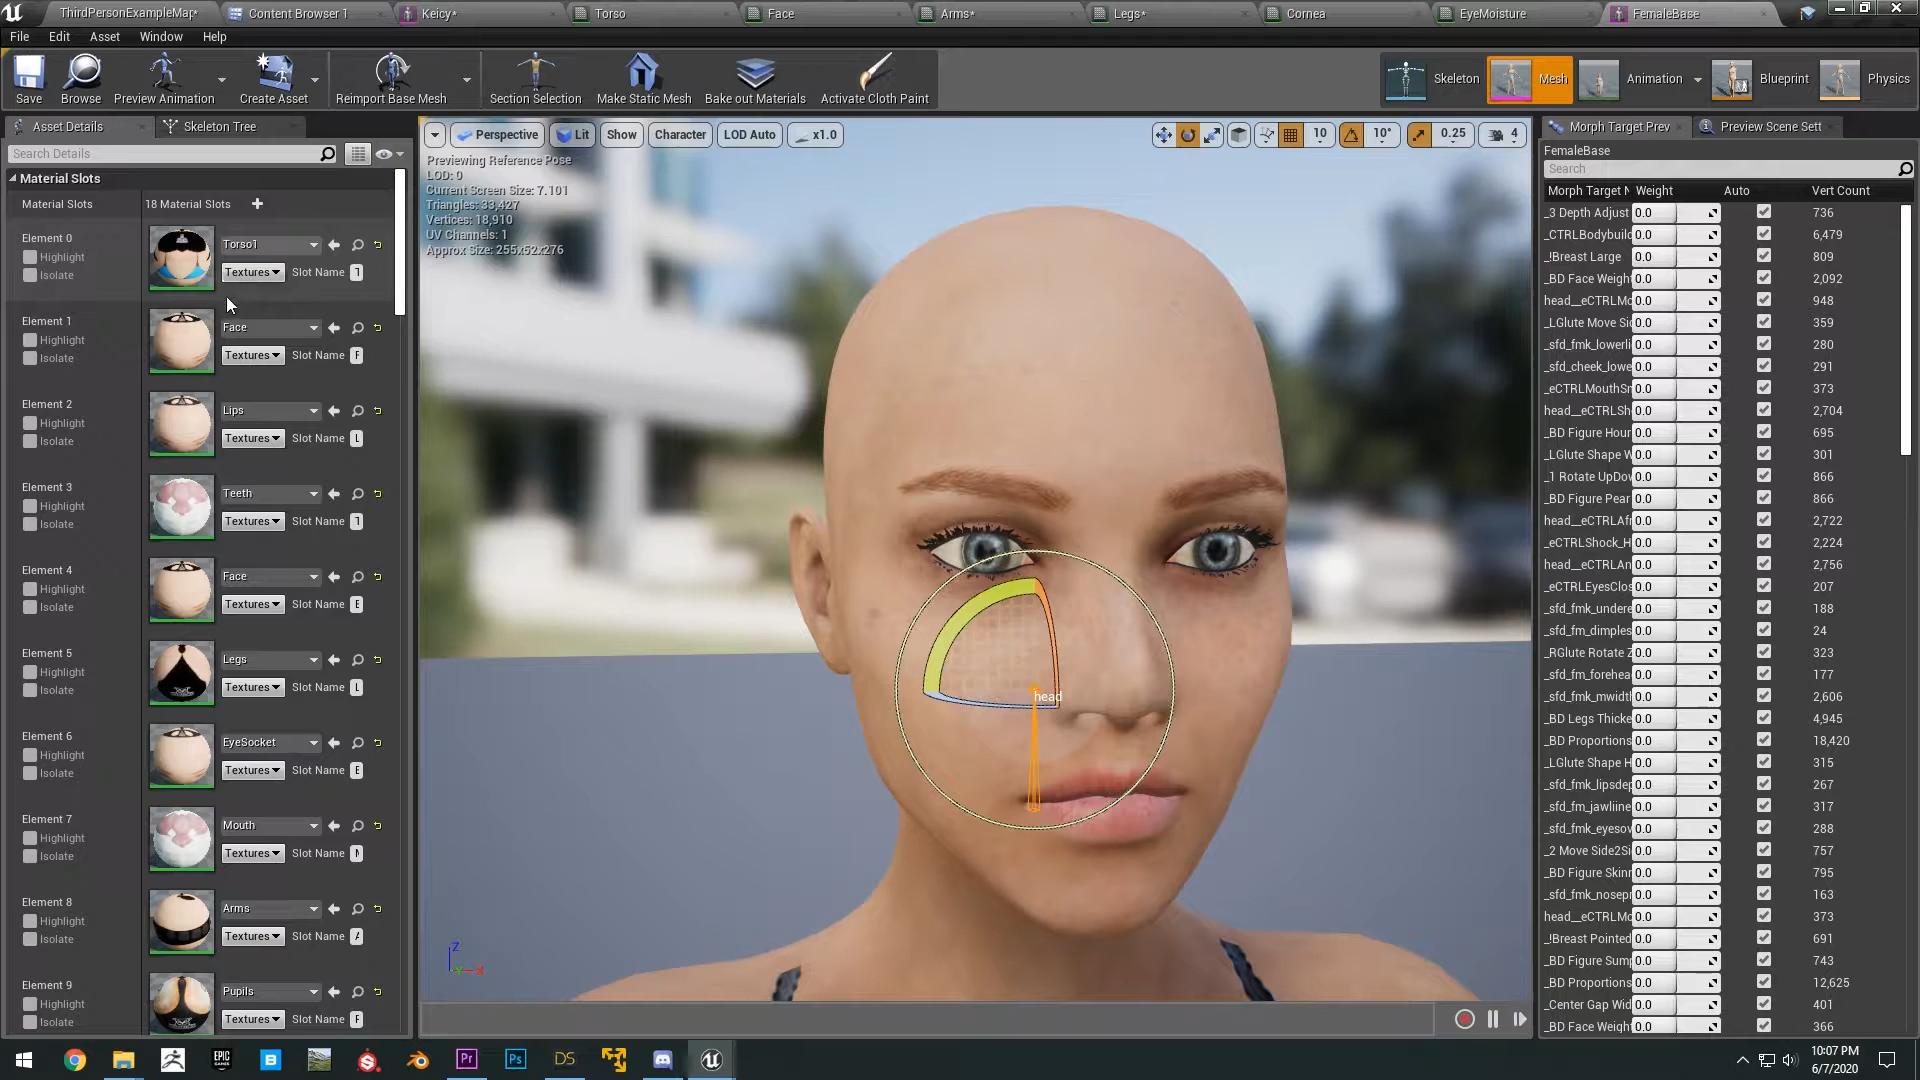 ThirdPersonExampleMap* Content Browser 1 Keicy* Torso Face Arms* Legs* Cornea EyeMoisture FemaleBase
File Edit Asset Window Help
Save Browse Preview Animation Create Asset Reimport Base Mesh Section Selection Make Static Mesh Bake out Materials Activate Cloth Paint Skeleton Mesh Animation Blueprint Physics
Asset Details Skeleton Tree
Search Details
Material Slots
Material Slots 18 Material Slots
Element 0 Torso1
Highlight
Isolate Textures Slot Name T
Element 1 Face
Highlight
Isolate Textures Slot Name F
Element 2 Lips
Highlight
Isolate Textures Slot Name L
Element 3 Teeth
Highlight
Isolate Textures Slot Name T
Element 4 Face
Highlight
Isolate Textures Slot Name E
Element 5 Legs
Highlight
Isolate Textures Slot Name L
Element 6 EyeSocket
Highlight
Isolate Textures Slot Name E
Element 7 Mouth
Highlight
Isolate Textures Slot Name
Element 8 Arms
Highlight
Isolate Textures Slot Name
Element 9 Pupils
Highlight
Isolate Textures Slot Name
Perspective Lit Show Character LOD Auto x1.0 10 10° 0.25 4
Previewing Reference Pose
LOD: 0
Current Screen Size: 7.101
Triangles: 33,427
Vertices: 18,910
UV Channels: 1
Approx Size: 255x52x276
head
Z
Morph Target Prev Preview Scene Sett
FemaleBase
Search
Morph Target N Weight Auto Vert Count
_3 Depth Adjust 0.0 736
_CTRLBodybuild 0.0 6,479
_!Breast Large 0.0 809
_BD Face Weigh 0.0 2,092
head__eCTRLMo 0.0 948
_LGlute Move Si 0.0 359
_sfd_fmk_lowerli 0.0 280
_sfd_cheek_lowe 0.0 291
_eCTRLMouthSm 0.0 373
head__eCTRLSh 0.0 2,704
_BD Figure Hour 0.0 695
_LGlute Shape W 0.0 301
_1 Rotate UpDow 0.0 866
_BD Figure Pear 0.0 866
head__eCTRLAf 0.0 2,722
_eCTRLShock_H 0.0 2,224
head__eCTRLAn 0.0 2,756
_eCTRLEyesClos 0.0 207
_sfd_fmk_undere 0.0 188
_sfd_fm_dimples 0.0 24
_RGlute Rotate Z 0.0 323
_sfd_fm_forehea 0.0 177
_sfd_fmk_mwidth 0.0 2,606
_BD Legs Thicke 0.0 4,945
_BD Proportions 0.0 18,420
_LGlute Shape H 0.0 315
_sfd_fmk_lipsdep 0.0 267
_sfd_fm_jawliine 0.0 317
_sfd_fmk_eyesov 0.0 288
_2 Move Side2Si 0.0 757
_BD Figure Skinn 0.0 795
_sfd_fmk_nosepr 0.0 163
head__eCTRLMo 0.0 373
_!Breast Pointed 0.0 691
_BD Figure Sump 0.0 743
_BD Proportions 0.0 12,625
_Center Gap Wid 0.0 401
_BD Face Weigh 0.0 366
EPIC GAMES Pr Ps DS
10:07 PM
6/7/2020